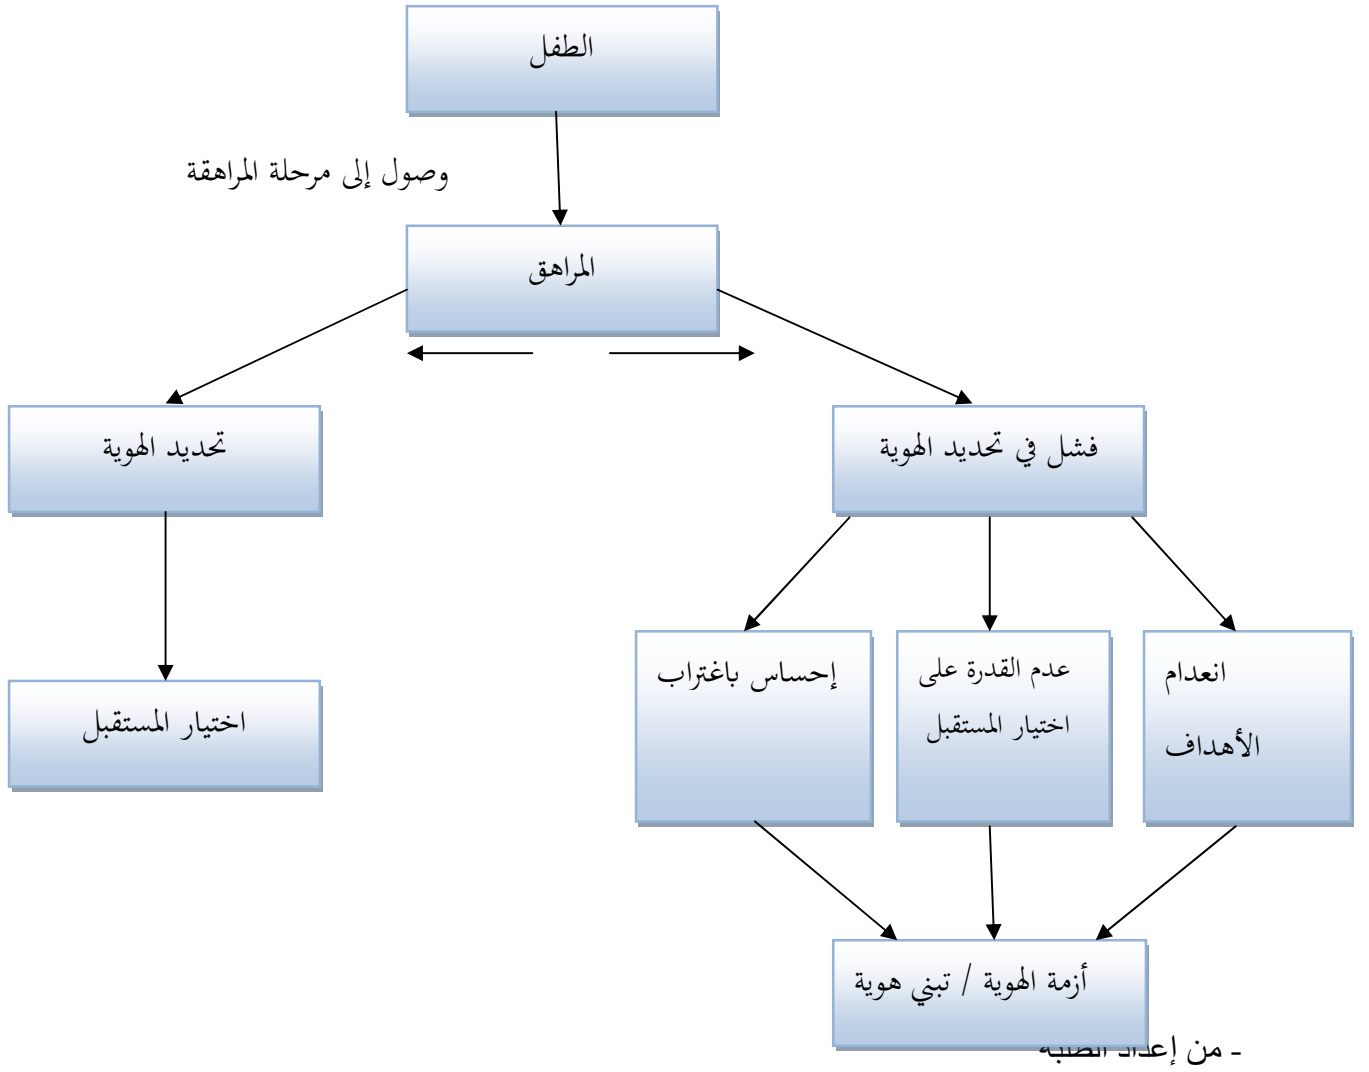 الطفل
وصول إلى مرحلة المراهقة
المراهق
فشل في تحديد الهوية
تحديد الهوية
انعدام
الأهداف
عدم القدرة على
اختيار المستقبل
إحساس باغتراب
اختيار المستقبل
أزمة الهوية / تبني هوية
- من إعداد الطلبة